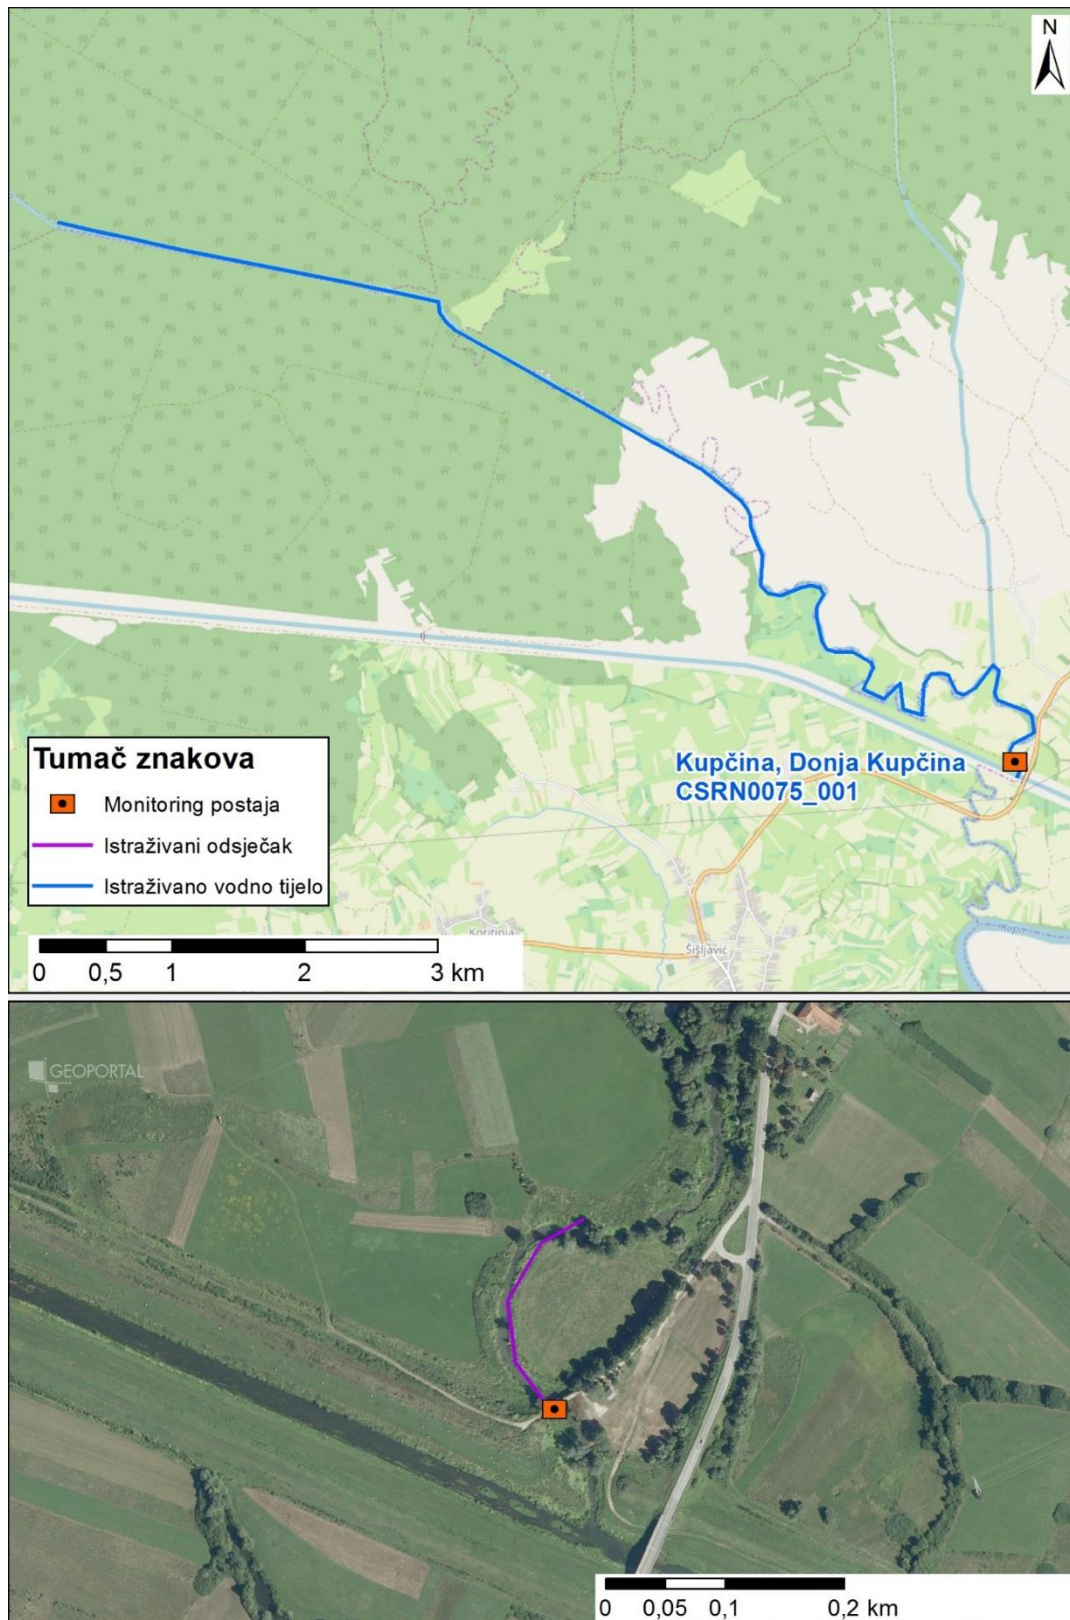 N
Kupčina, Donja Kupčina
CSRN0075_001
Tumač znakova
Monitoring postaja
Istraživani odsječak
Istraživano vodno tijelo
Koritinja
Šišljavić
Kupa
0 0,5 1 2 3 km
GEOPORTAL
0 0,05 0,1 0,2 km